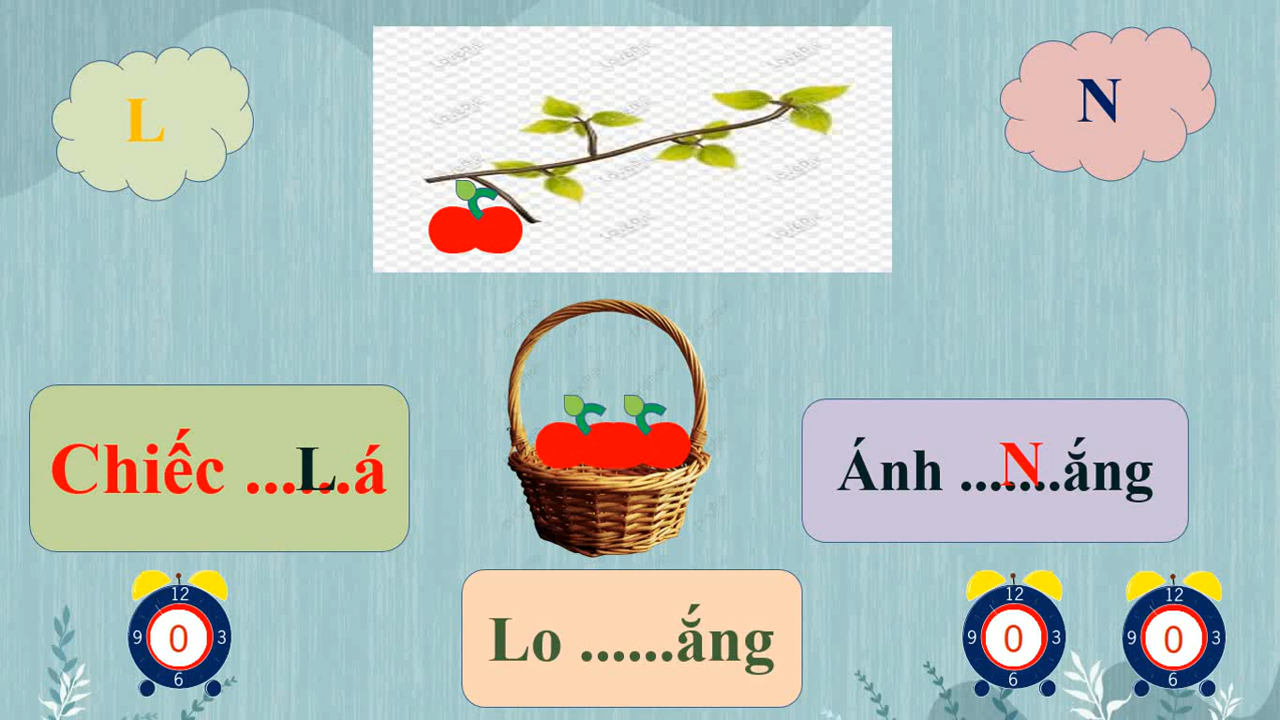 L
N
Chiếc ...L...á
Ánh ...N....ắng
Lo ......ắng
12
9 0 3
6
12
9 0 3
6
12
9 0 3
6